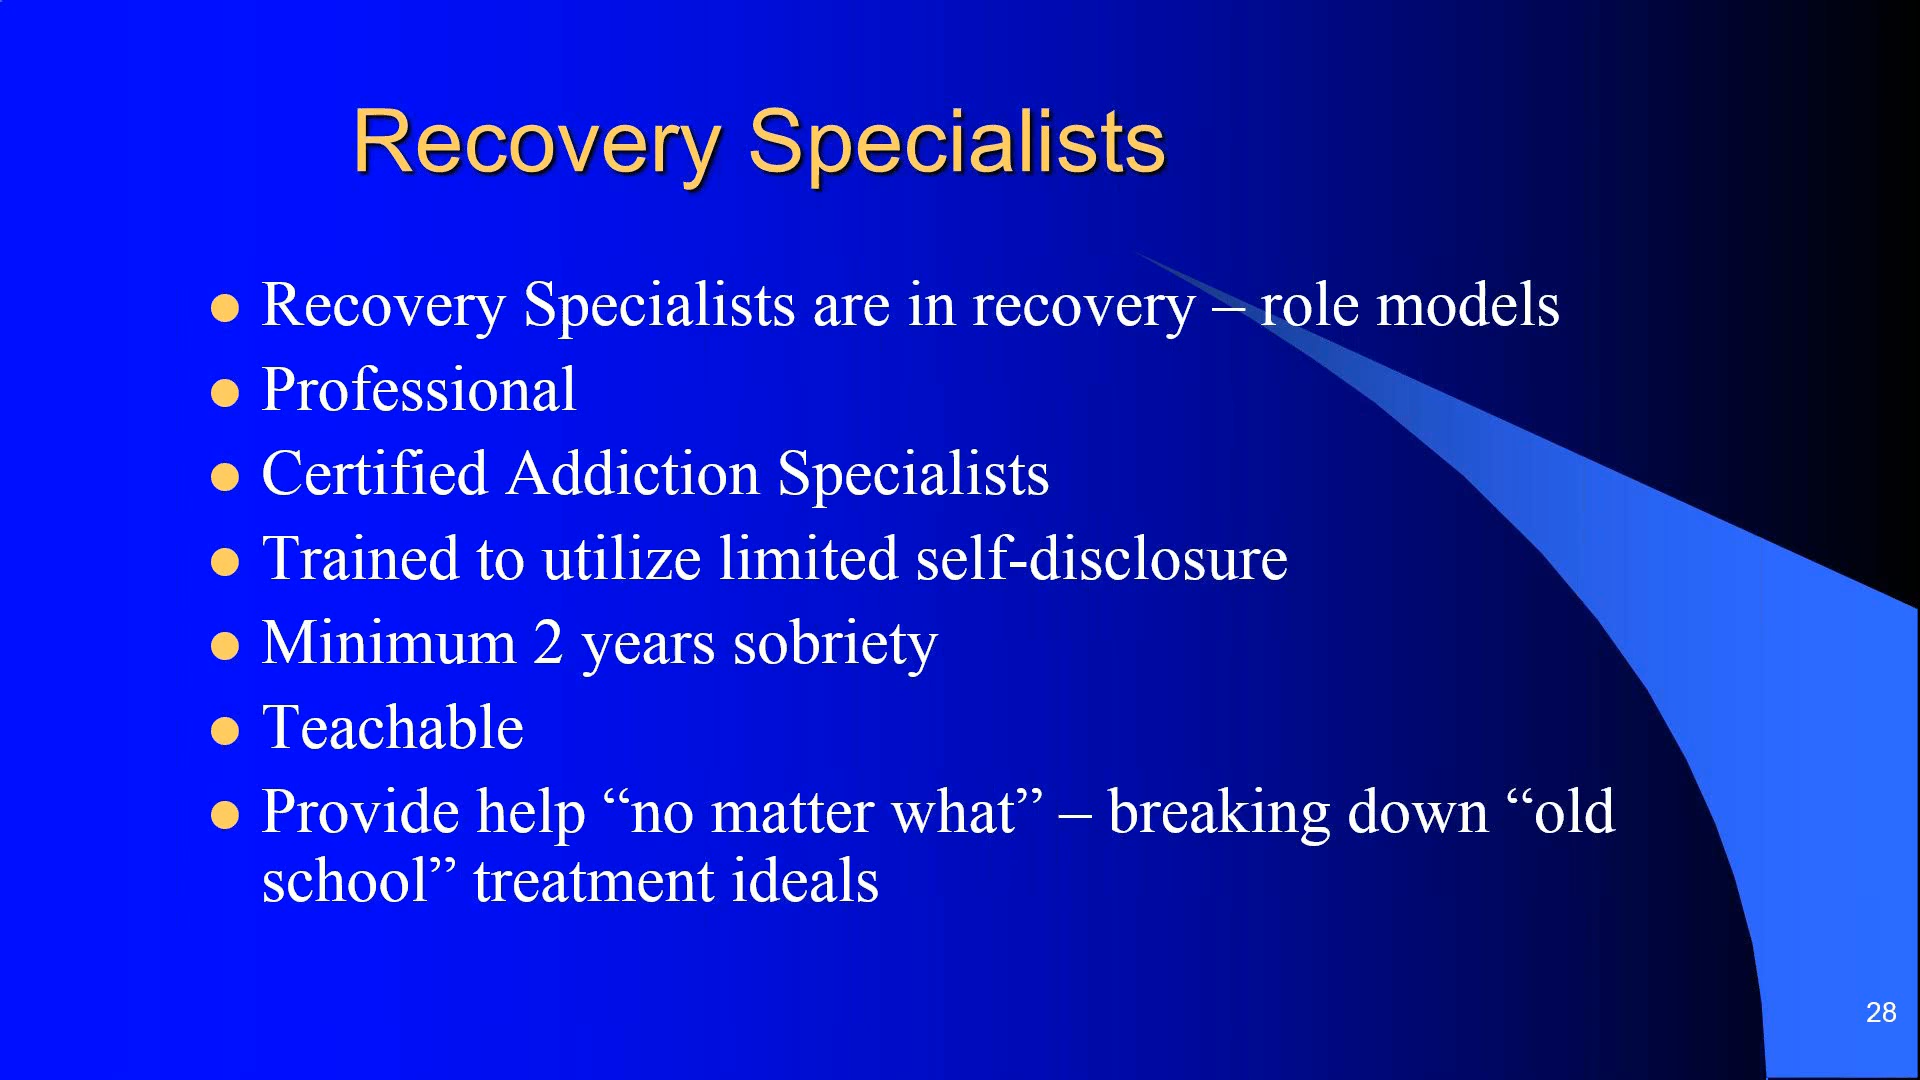 Recovery Specialists
Recovery Specialists are in recovery – role models
Professional
Certified Addiction Specialists
Trained to utilize limited self-disclosure
Minimum 2 years sobriety
Teachable
Provide help “no matter what” – breaking down “old
school” treatment ideals
28